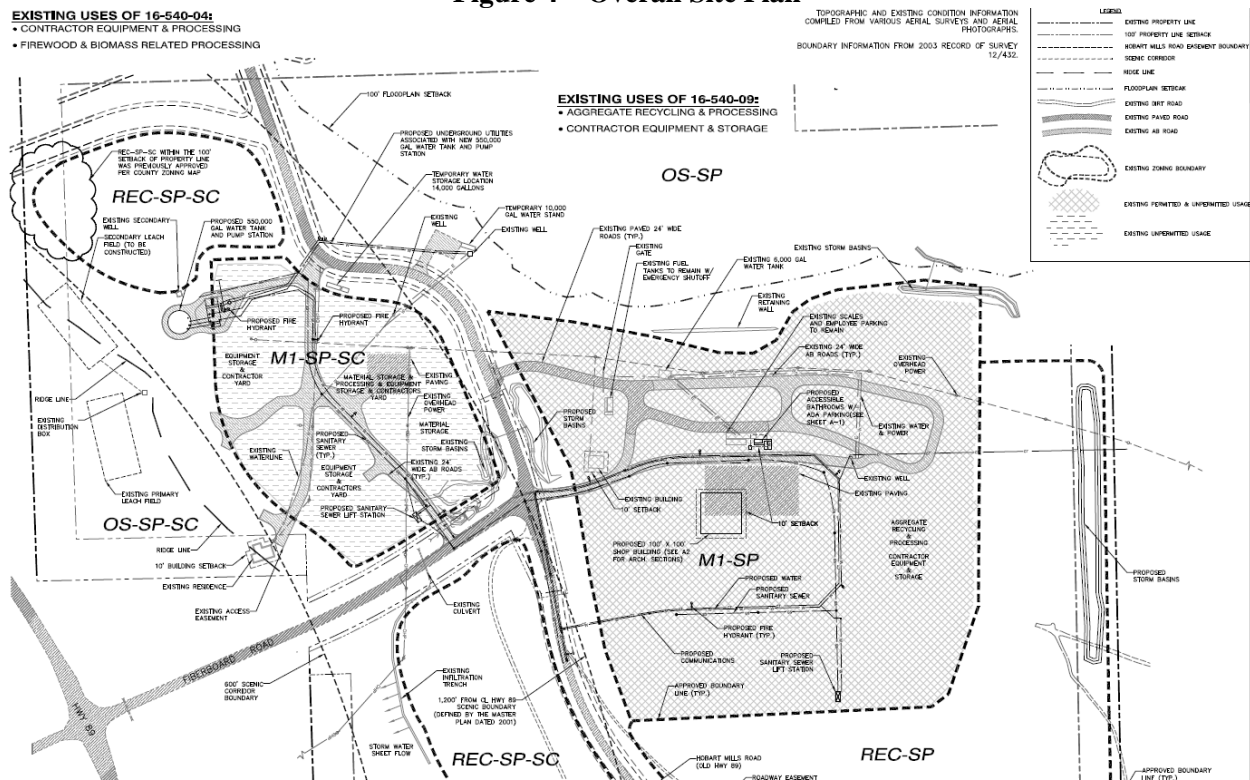 Figure 4 – Overall Site Plan
EXISTING USES OF 16-540-04:
• CONTRACTOR EQUIPMENT & PROCESSING
• FIREWOOD & BIOMASS RELATED PROCESSING
TOPOGRAPHIC AND EXISTING CONDITION INFORMATION
COMPILED FROM VARIOUS AERIAL SURVEYS AND AERIAL
PHOTOGRAPHS.
BOUNDARY INFORMATION FROM 2003 RECORD OF SURVEY
12/432.
LEGEND
EXISTING PROPERTY LINE
100' PROPERTY LINE SETBACK
HOBART MILLS ROAD EASEMENT BOUNDARY
SCENIC CORRIDOR
RIDGE LINE
FLOODPLAIN SETBCAK
EXISTING DIRT ROAD
EXISTING PAVED ROAD
EXISTING AB ROAD
EXISTING ZONING BOUNDARY
EXISTING PERMITTED & UNPERMITTED USAGE
EXISTING UNPERMITTED USAGE
100' FLOODPLAIN SETBACK
EXISTING USES OF 16-540-09:
• AGGREGATE RECYCLING & PROCESSING
• CONTRACTOR EQUIPMENT & STORAGE
PROPOSED UNDERGROUND UTILITIES
ASSOCIATED WITH NEW 550,000
GAL WATER TANK AND PUMP
STATION
REC-SP-SC WITHIN THE 100'
SETBACK OF PROPERTY LINE
WAS PREVIOUSLY APPROVED
PER COUNTY ZONING MAP
REC-SP-SC
OS-SP
TEMPORARY WATER
STORAGE LOCATION
14,000 GALLONS
TEMPORARY 10,000
GAL WATER STAND
EXISTING WELL
EXISTING
WELL
EXISTING SECONDARY
WELL
SECONDARY LEACH
FIELD (TO BE
CONSTRUCTED)
PROPOSED 550,000
GAL WATER TANK
AND PUMP STATION
EXISTING PAVED 24' WIDE
ROADS (TYP.)
EXISTING
GATE
EXISTING FUEL
TANKS TO REMAIN W/
EMERGENCY SHUTOFF
EXISTING 6,000 GAL
WATER TANK
EXISTING STORM BASINS
EXISTING
RETAINING
WALL
EXISTING SCALES
AND EMPLOYEE PARKING
TO REMAIN
EXISTING 24' WIDE
AB ROADS (TYP.)
EXISTING
OVERHEAD
POWER
PROPOSED FIRE
HYDRANT
PROPOSED FIRE
HYDRANT
M1-SP-SC
EQUIPMENT
STORAGE
&
CONTRACTOR
YARD
MATERIAL STORAGE &
PROCESSING & EQUIPMENT
STORAGE & CONTRACTORS
YARD
EXISTING
PAVING
EXISTING
OVERHEAD
POWER
MATERIAL
STORAGE
EXISTING
STORM BASINS
PROPOSED
STORM
BASINS
PROPOSED
ACCESSIBLE
BATHROOMS W/
ADA PARKING(SEE
SHEET A-1)
EXISTING WATER
& POWER
RIDGE LINE
EXISTING
DISTRIBUTION
BOX
PROPOSED
SANITARY
SEWER
(TYP.)
EXISTING
WATERLINE
EQUIPMENT
STORAGE
&
CONTRACTORS
YARD
EXISTING 24'
WIDE AB ROADS
(TYP.)
PROPOSED SANITARY
SEWER LIFT STATION
EXISTING PRIMARY
LEACH FIELD
OS-SP-SC
EXISTING WELL
EXISTING PAVING
EXISTING BUILDING
10' SETBACK
10' SETBACK
PROPOSED 100' X 100'
SHOP BUILDING (SEE A2
FOR ARCH. SECTIONS)
M1-SP
AGGREGATE
RECYCLING
&
PROCESSING
CONTRACTOR
EQUIPMENT
&
STORAGE
RIDGE LINE
10' BUILDING SETBACK
EXISTING RESIDENCE
EXISTING ACCESS
EASEMENT
EXISTING
CULVERT
PROPOSED WATER
PROPOSED
SANITARY SEWER
PROPOSED
STORM BASINS
PROPOSED FIRE
HYDRANT (TYP.)
PROPOSED
COMMUNICATIONS
PROPOSED
SANITARY SEWER
LIFT STATION
FIBERBOARD ROAD
HWY 89
600' SCENIC
CORRIDOR
BOUNDARY
EXISTING
INFILTRATION
TRENCH
1,200' FROM CL HWY 89
SCENIC BOUNDARY
(DEFINED BY THE MASTER
PLAN DATED 2001)
APPROVED BOUNDARY
LINE (TYP.)
STORM WATER
SHEET FLOW
REC-SP-SC
REC-SP
HOBART MILLS ROAD
(OLD HWY 89)
ROADWAY EASEMENT
APPROVED BOUNDARY
LINE (TYP.)